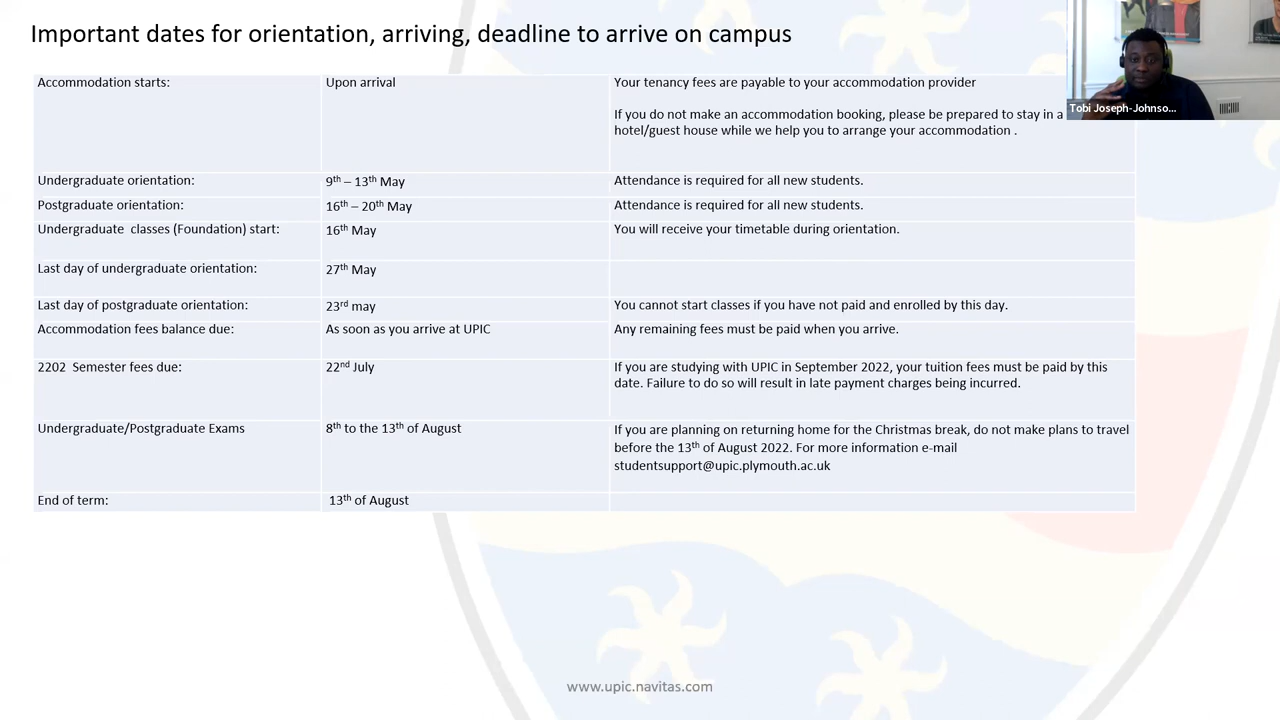 Important dates for orientation, arriving, deadline to arrive on campus
Tobi Joseph-Johnso...
Accommodation starts:
Upon arrival
Your tenancy fees are payable to your accommodation provider
If you do not make an accommodation booking, please be prepared to stay in a
hotel/guest house while we help you to arrange your accommodation .
Undergraduate orientation:
9th – 13th May
Attendance is required for all new students.
Postgraduate orientation:
16th – 20th May
Attendance is required for all new students.
Undergraduate  classes (Foundation) start:
16th May
You will receive your timetable during orientation.
Last day of undergraduate orientation:
27th May
Last day of postgraduate orientation:
23rd may
You cannot start classes if you have not paid and enrolled by this day.
Accommodation fees balance due:
As soon as you arrive at UPIC
Any remaining fees must be paid when you arrive.
2202  Semester fees due:
22nd July
If you are studying with UPIC in September 2022, your tuition fees must be paid by this
date. Failure to do so will result in late payment charges being incurred.
Undergraduate/Postgraduate Exams
8th to the 13th of August
If you are planning on returning home for the Christmas break, do not make plans to travel
before the 13th of August 2022. For more information e-mail
studentsupport@upic.plymouth.ac.uk
End of term:
13th of August
www.upic.navitas.com